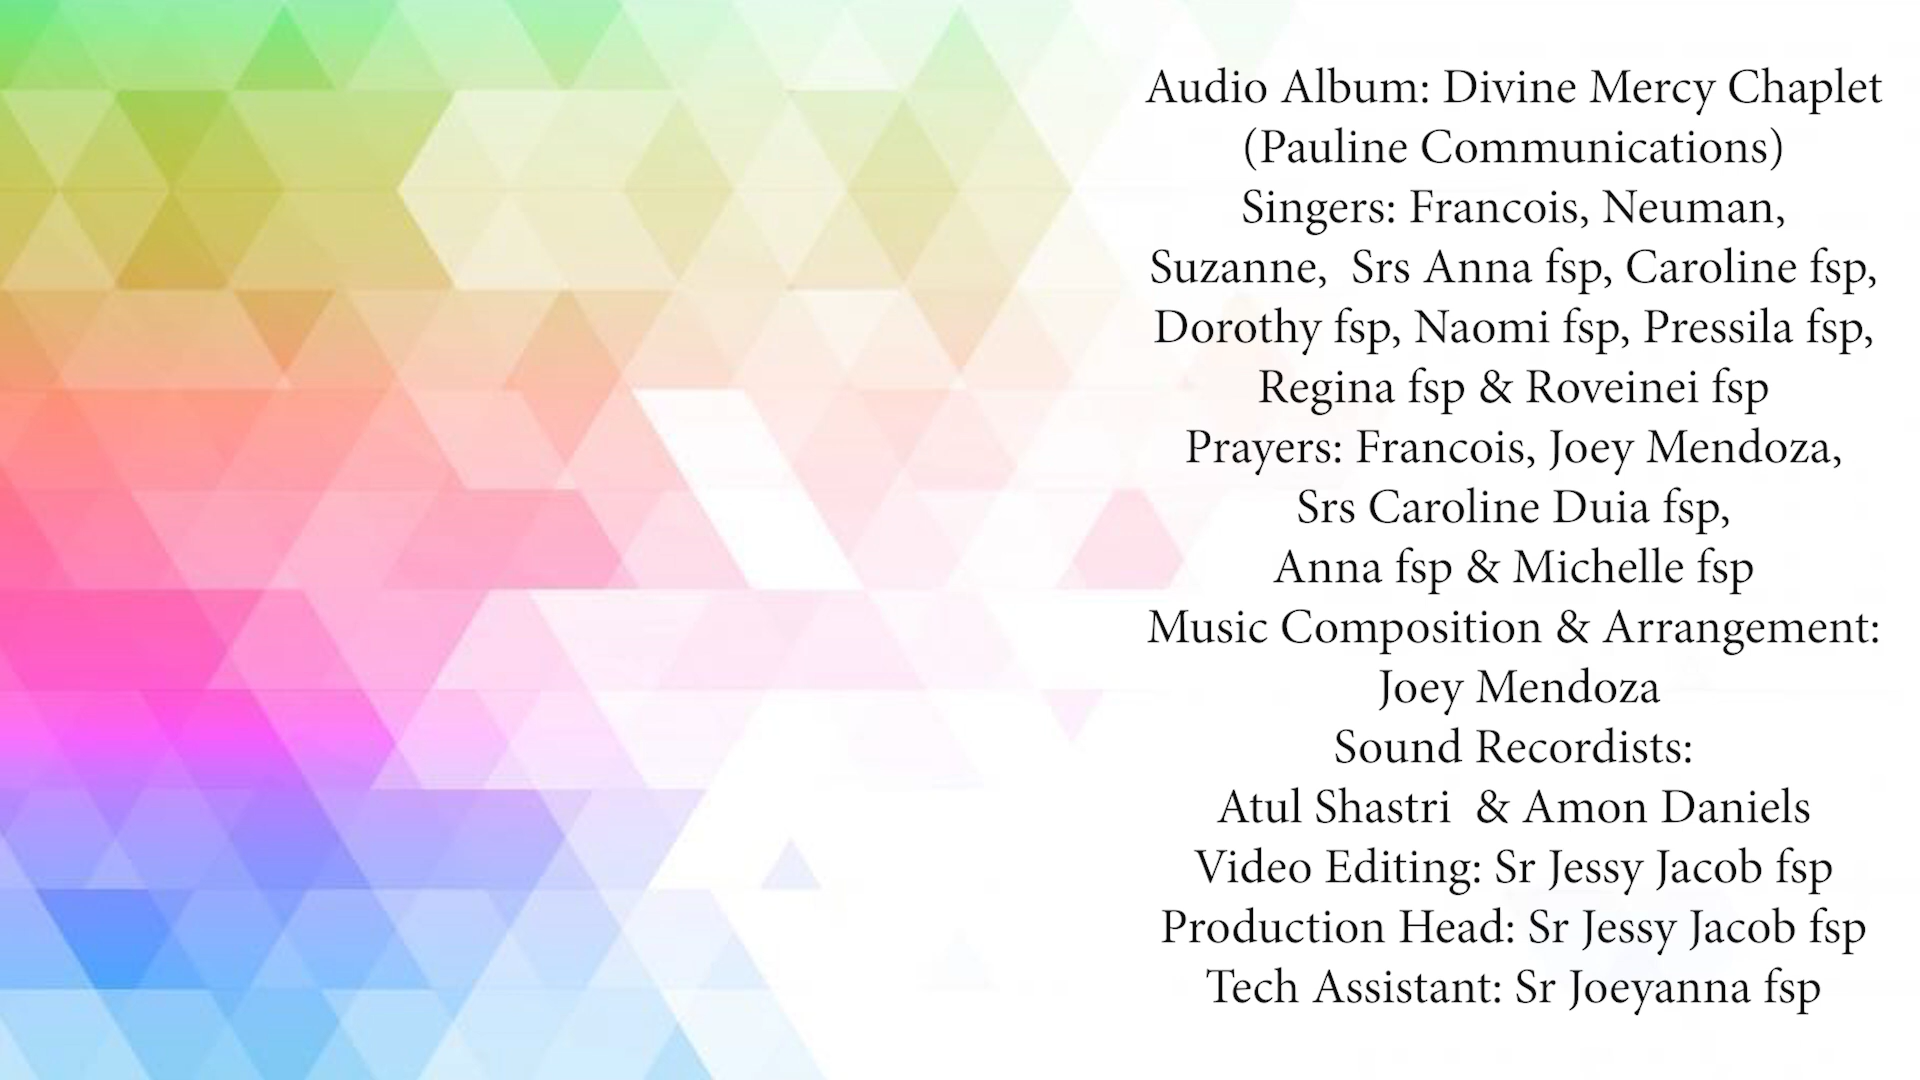 Audio Album: Divine Mercy Chaplet
(Pauline Communications)
Singers: Francois, Neuman,
Suzanne,  Srs Anna fsp, Caroline fsp,
Dorothy fsp, Naomi fsp, Pressila fsp,
Regina fsp & Roveinei fsp
Prayers: Francois, Joey Mendoza,
Srs Caroline Duia fsp,
Anna fsp & Michelle fsp
Music Composition & Arrangement:
Joey Mendoza
Sound Recordists:
Atul Shastri  & Amon Daniels
Video Editing: Sr Jessy Jacob fsp
Production Head: Sr Jessy Jacob fsp
Tech Assistant: Sr Joeyanna fsp